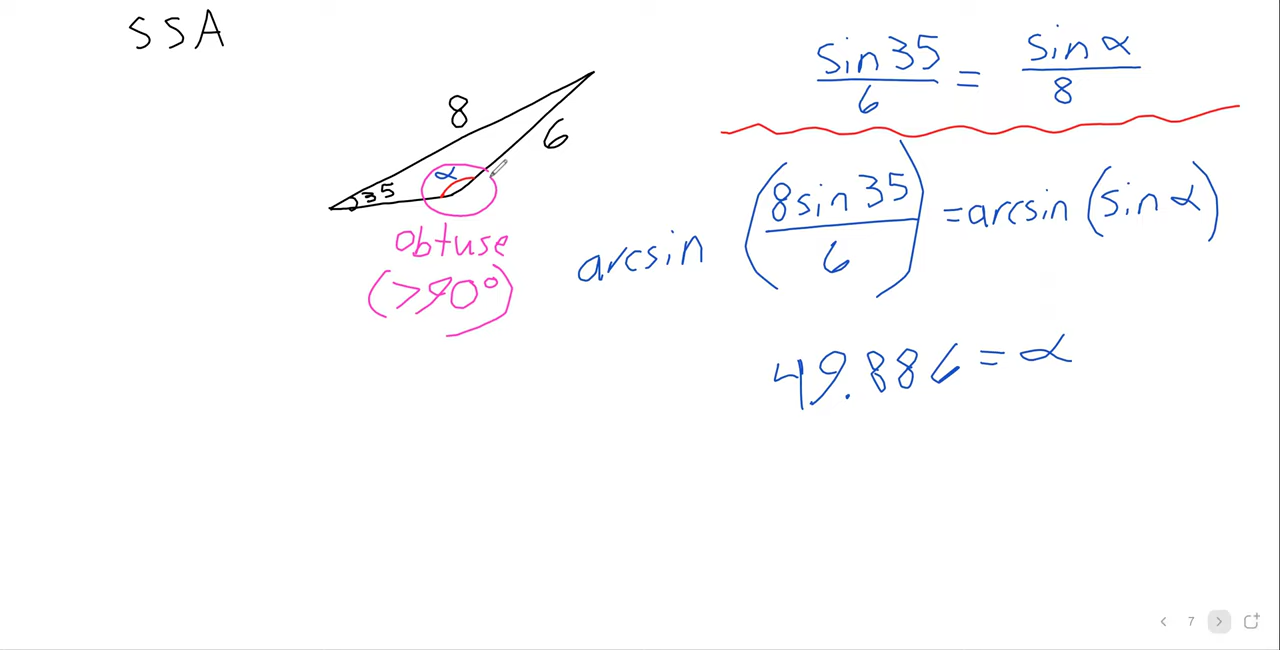 SSA
sin 35 / 6 = sin α / 8
8
6
35
α
obtuse
(>90°)
arcsin (8 sin 35 / 6) = arcsin (sin α)
49.886 = α
7